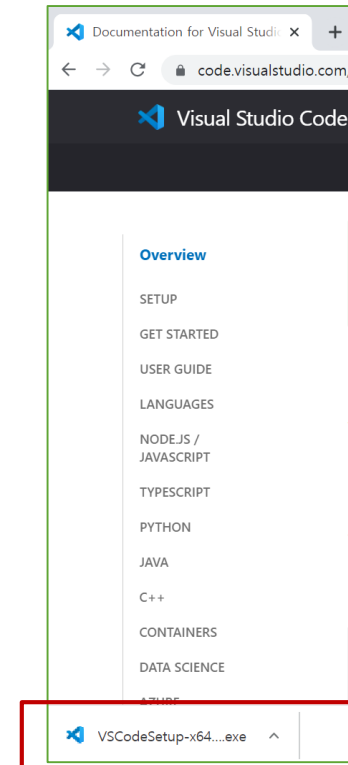 Documentation for Visual Studi
code.visualstudio.com
Visual Studio Code
Overview
SETUP
GET STARTED
USER GUIDE
LANGUAGES
NODE.JS /
JAVASCRIPT
TYPESCRIPT
PYTHON
JAVA
C++
CONTAINERS
DATA SCIENCE
AZURE
VSCodeSetup-x64....exe